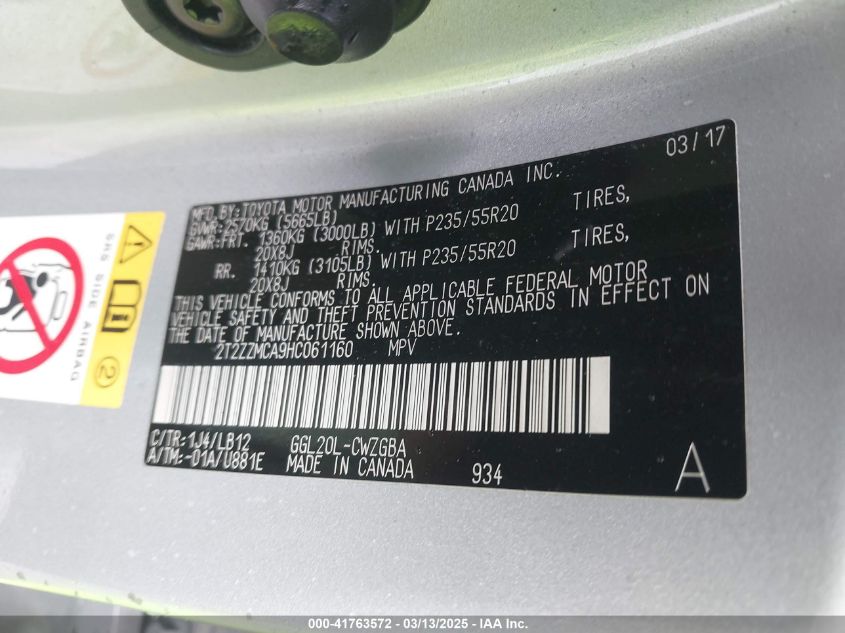 03/17
MFD.BY:TOYOTA MOTOR MANUFACTURING CANADA INC.
GVWR:2570KG (5665LB)
GAWR:FRT. 1360KG (3000LB) WITH P235/55R20 TIRES,
20X8J RIMS.
RR. 1410KG (3105LB) WITH P235/55R20 TIRES,
20X8J RIMS.
THIS VEHICLE CONFORMS TO ALL APPLICABLE FEDERAL MOTOR
VEHICLE SAFETY AND THEFT PREVENTION STANDARDS IN EFFECT ON
THE DATE OF MANUFACTURE SHOWN ABOVE.
2T2ZZMCA9HC061160 MPV
C/TR:1J4/LB12 GGL20L-CWZGBA
A/TM:-01A/U881E MADE IN CANADA 934 A
SRS SIDE AIRBAG
2
000-41763572 - 03/13/2025 - IAA Inc.